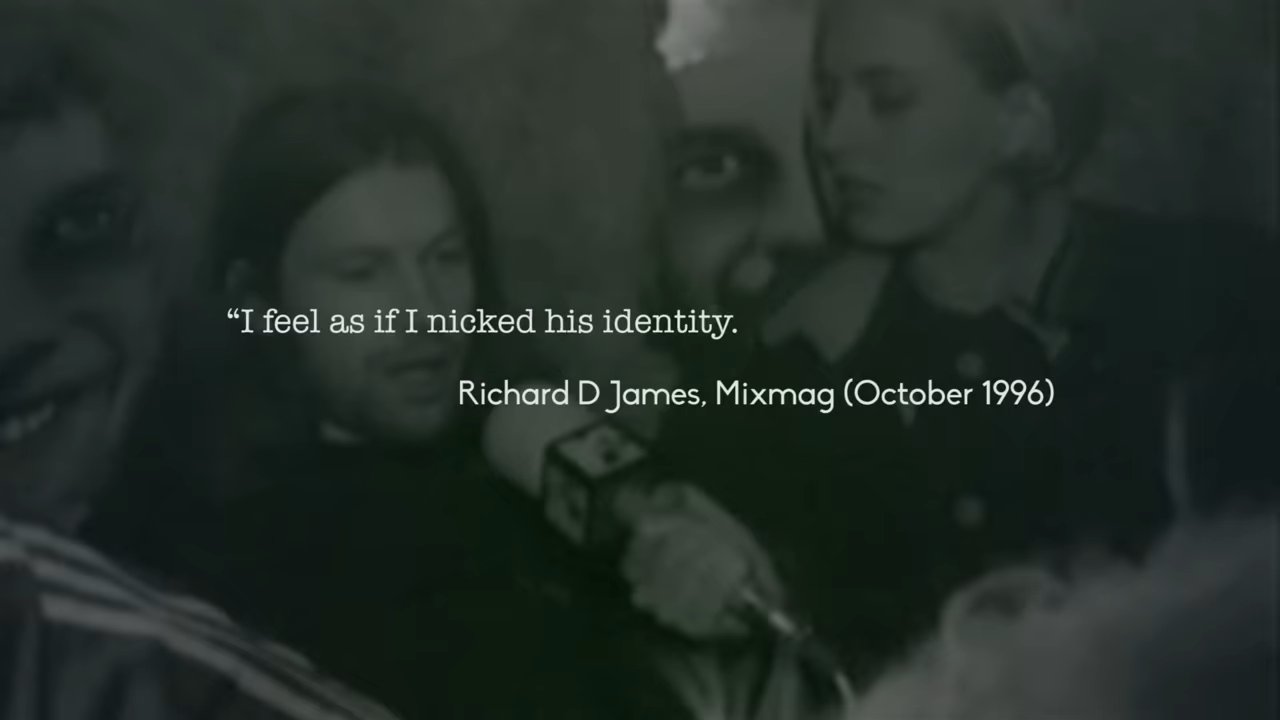 “I feel as if I nicked his identity.
Richard D James, Mixmag (October 1996)